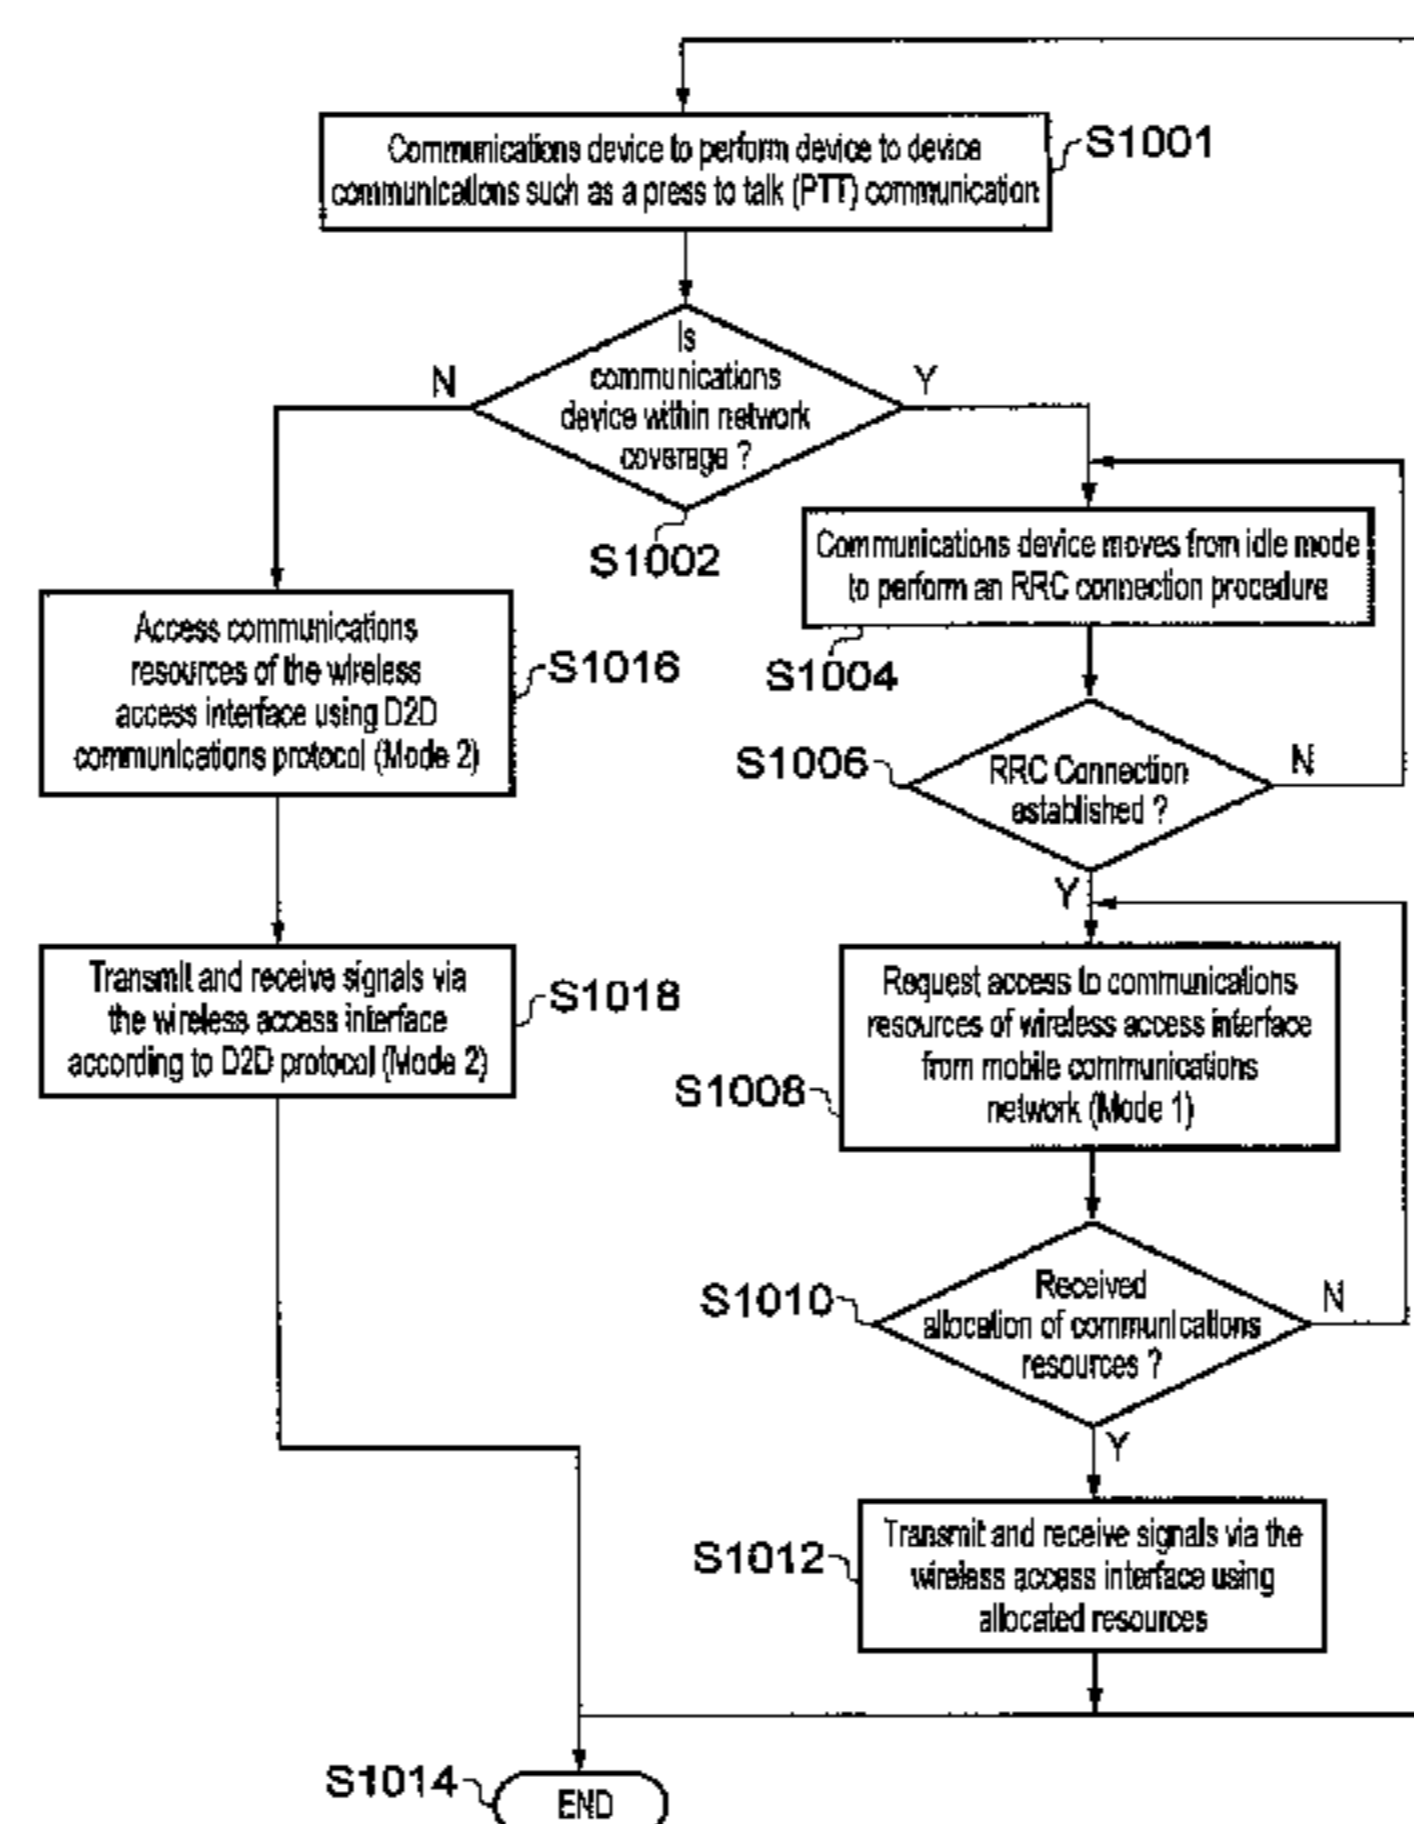 Communications device to perform device to device
communications such as a press to talk (PTT) communication
S1001
Is
communications
device within network
coverage ?
N
Y
S1002
Communications device moves from idle mode
to perform an RRC connection procedure
S1004
Access communications
resources of the wireless
access interface using D2D
communications protocol (Mode 2)
S1016
S1006
RRC Connection
established ?
N
Y
Transmit and receive signals via
the wireless access interface
according to D2D protocol (Mode 2)
S1018
Request access to communications
resources of wireless access interface
from mobile communications
network (Mode 1)
S1008
S1010
Received
allocation of communications
resources ?
N
Y
S1012
Transmit and receive signals via the
wireless access interface using
allocated resources
S1014
END